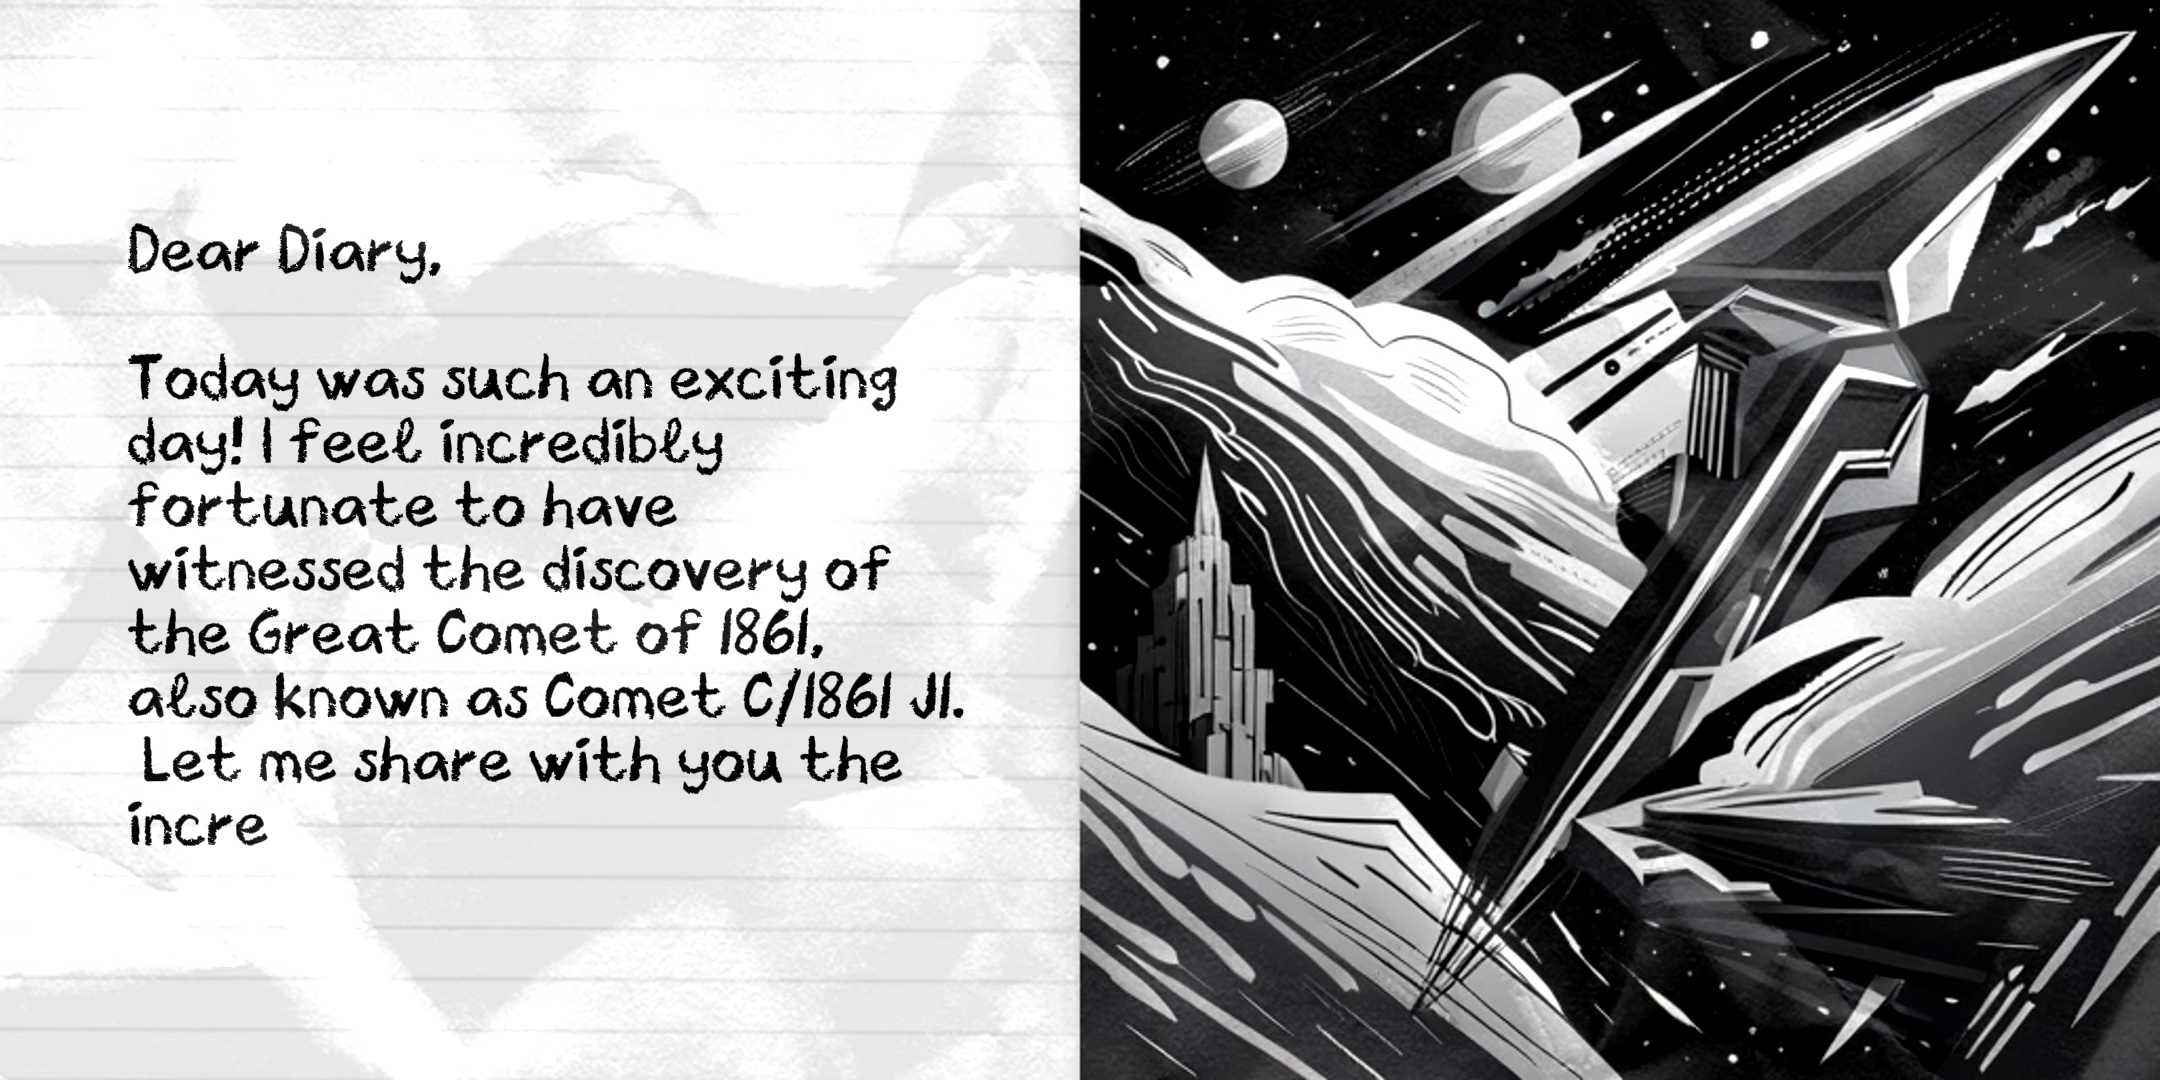 Dear Diary,
Today was such an exciting
day! I feel incredibly
fortunate to have
witnessed the discovery of
the Great Comet of 1861,
also known as Comet C/1861 J1.
Let me share with you the
incre